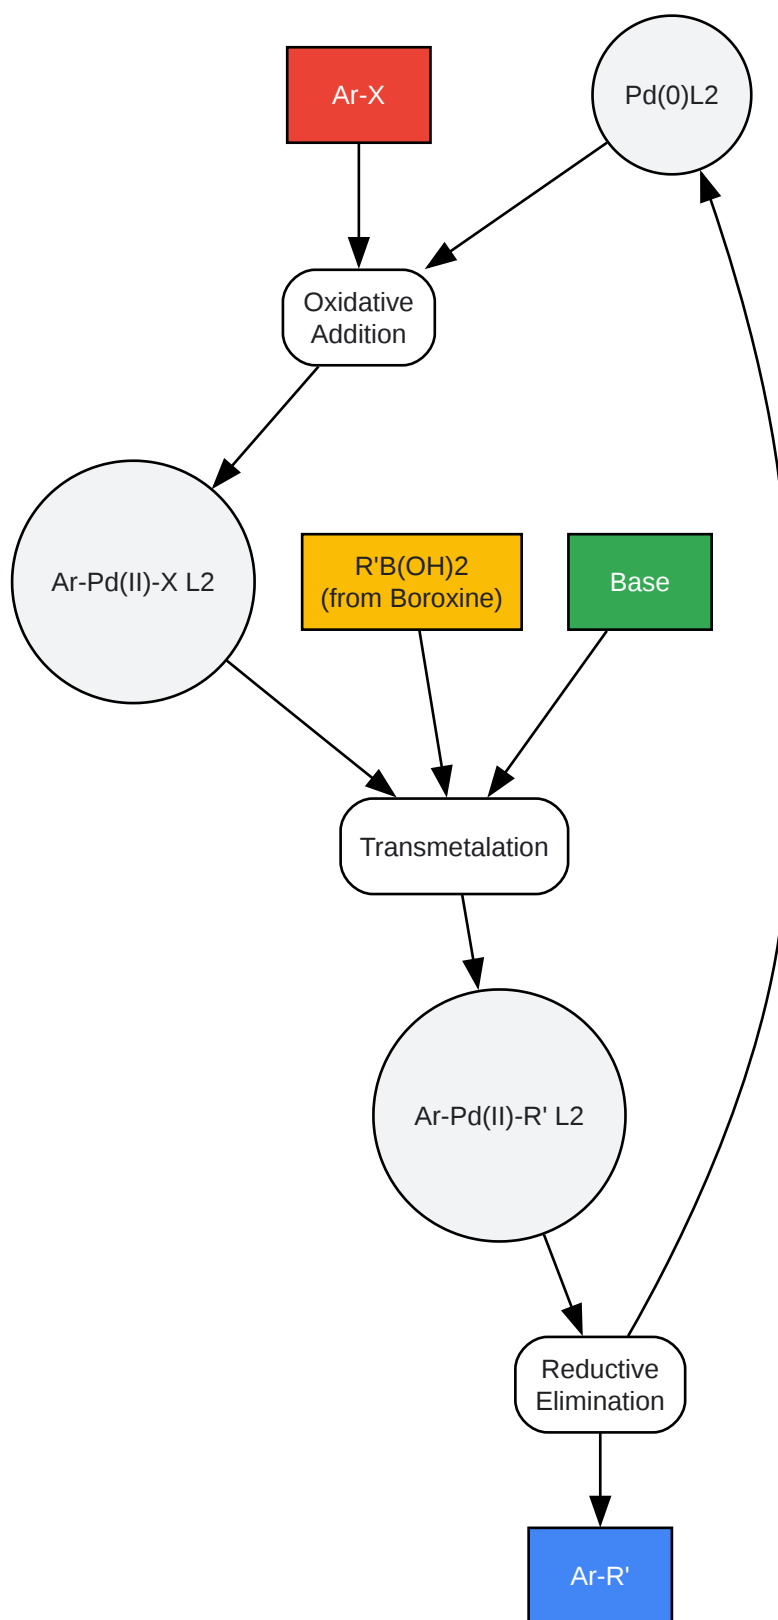 Ar-X
Pd(0)L2
Oxidative
Addition
Ar-Pd(II)-X L2
R'B(OH)2
(from Boroxine)
Base
Transmetalation
Ar-Pd(II)-R' L2
Reductive
Elimination
Ar-R'